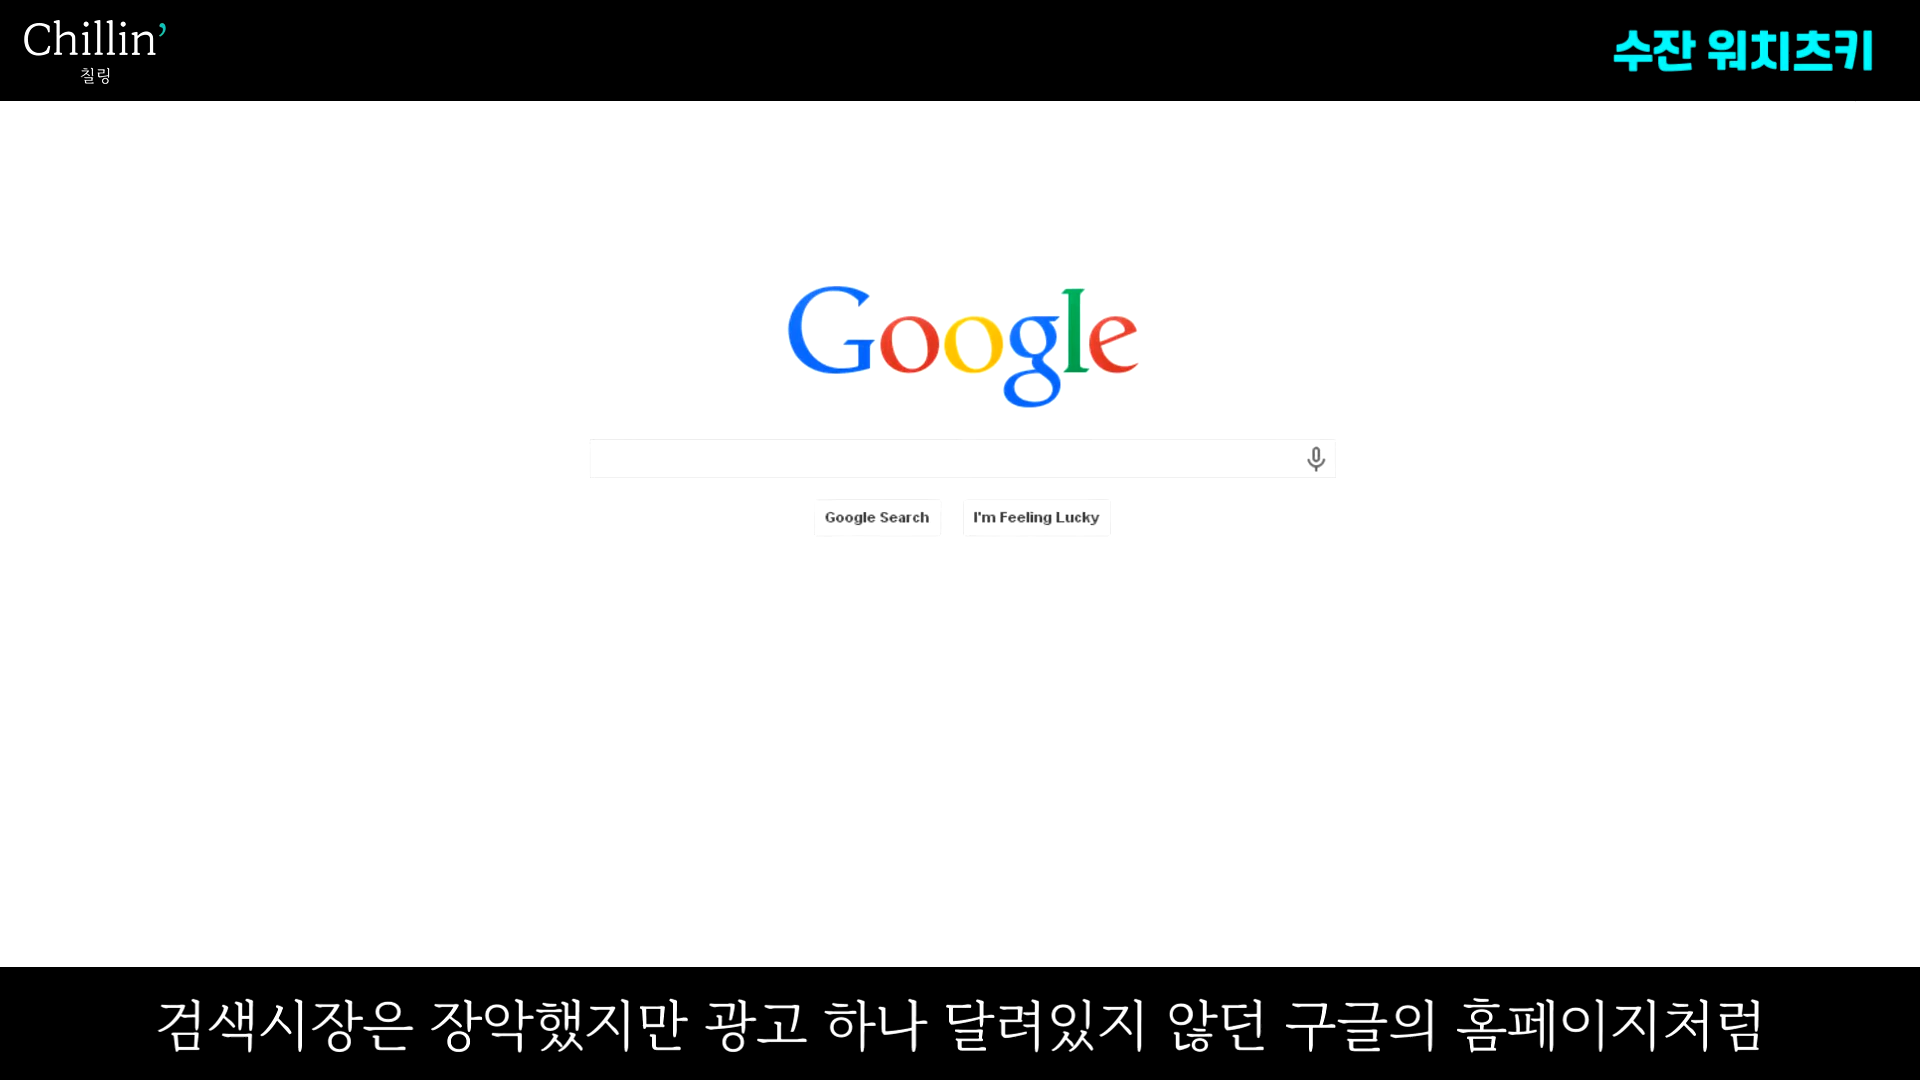 Chillin’
칠링
수잔 워치츠키
Google
Google Search
I'm Feeling Lucky
검색시장은 장악했지만 광고 하나 달려있지 않던 구글의 홈페이지처럼